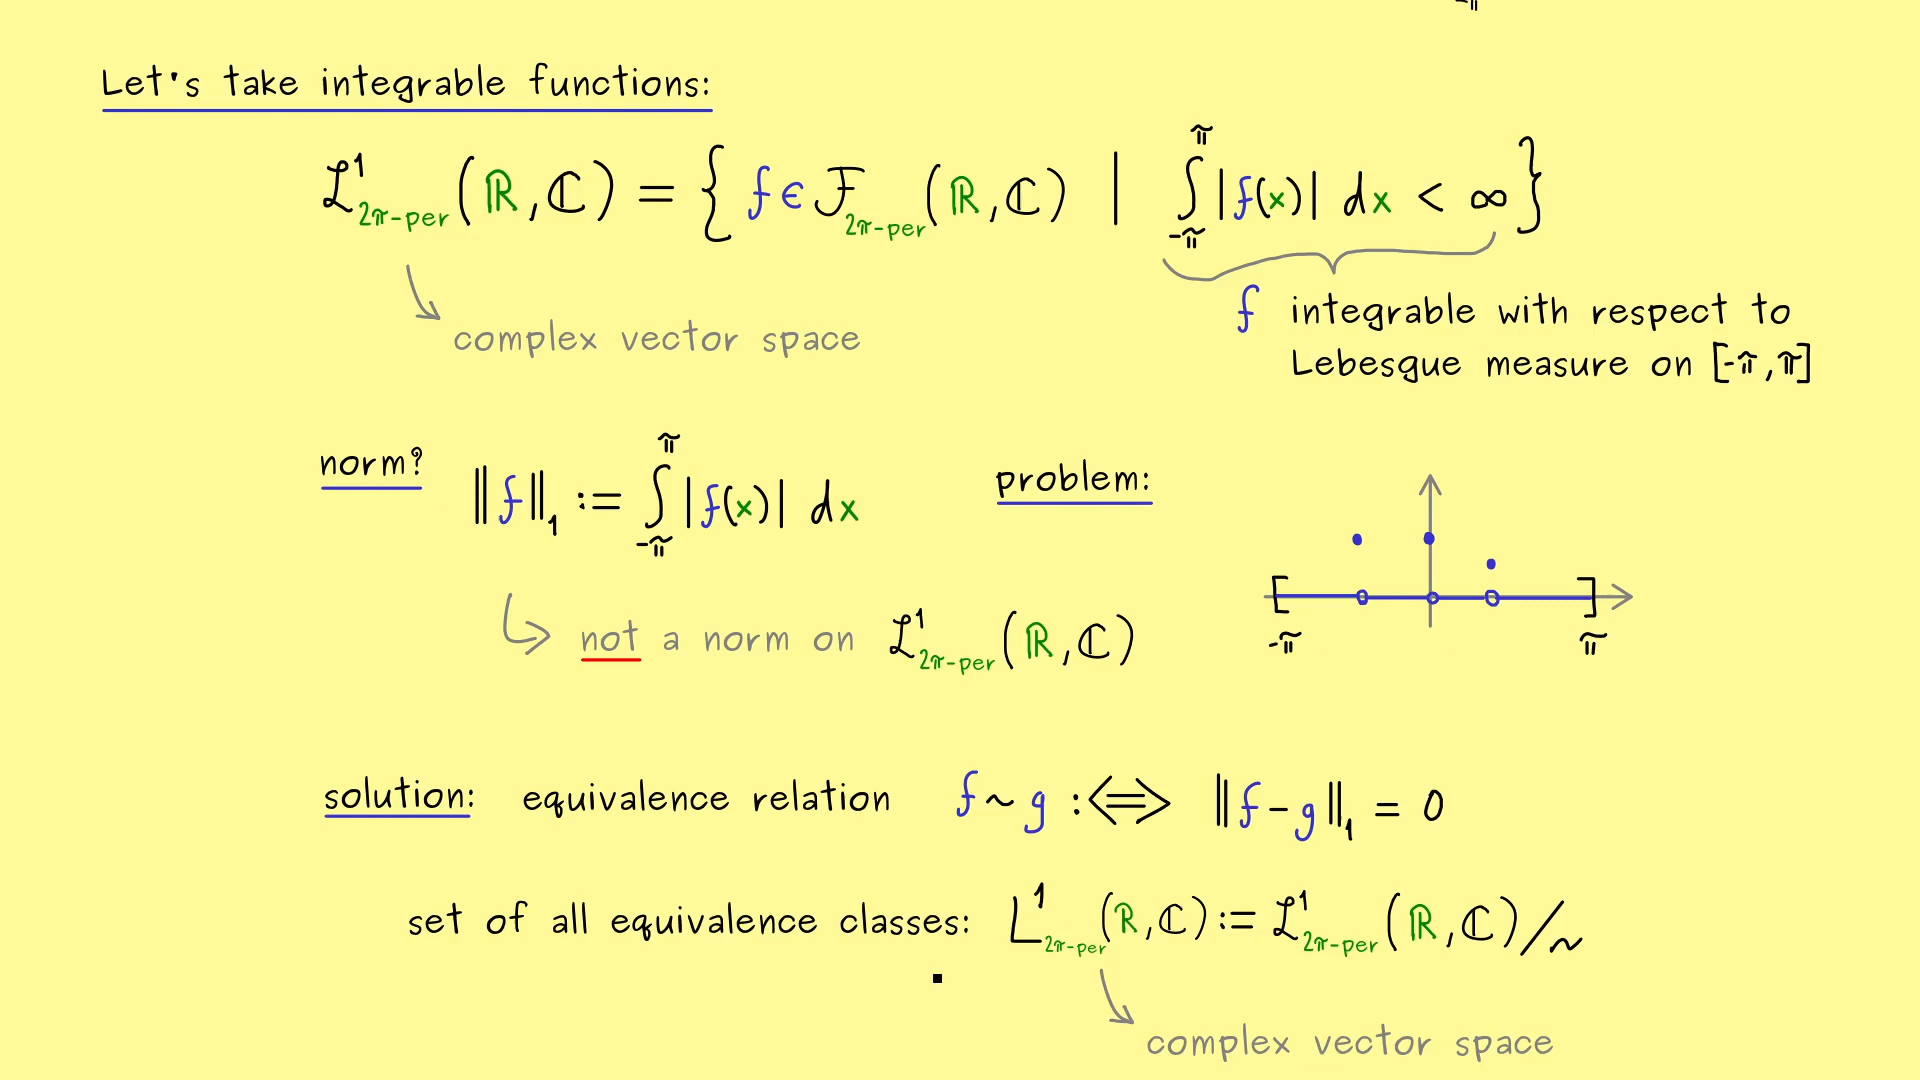 -π
Let's take integrable functions:
ℒ¹_{2π-per}(ℝ,ℂ) = { f ∈ ℱ_{2π-per}(ℝ,ℂ) | ∫_{-π}^{π} |f(x)| dx < ∞ }
complex vector space
f integrable with respect to
Lebesgue measure on [-π,π]
norm? ‖f‖₁ := ∫_{-π}^{π} |f(x)| dx
not a norm on ℒ¹_{2π-per}(ℝ,ℂ)
problem:
[ ]
-π π
solution: equivalence relation f ~ g :⟺ ‖f-g‖₁ = 0
set of all equivalence classes: L¹_{2π-per}(ℝ,ℂ) := ℒ¹_{2π-per}(ℝ,ℂ)/~
complex vector space